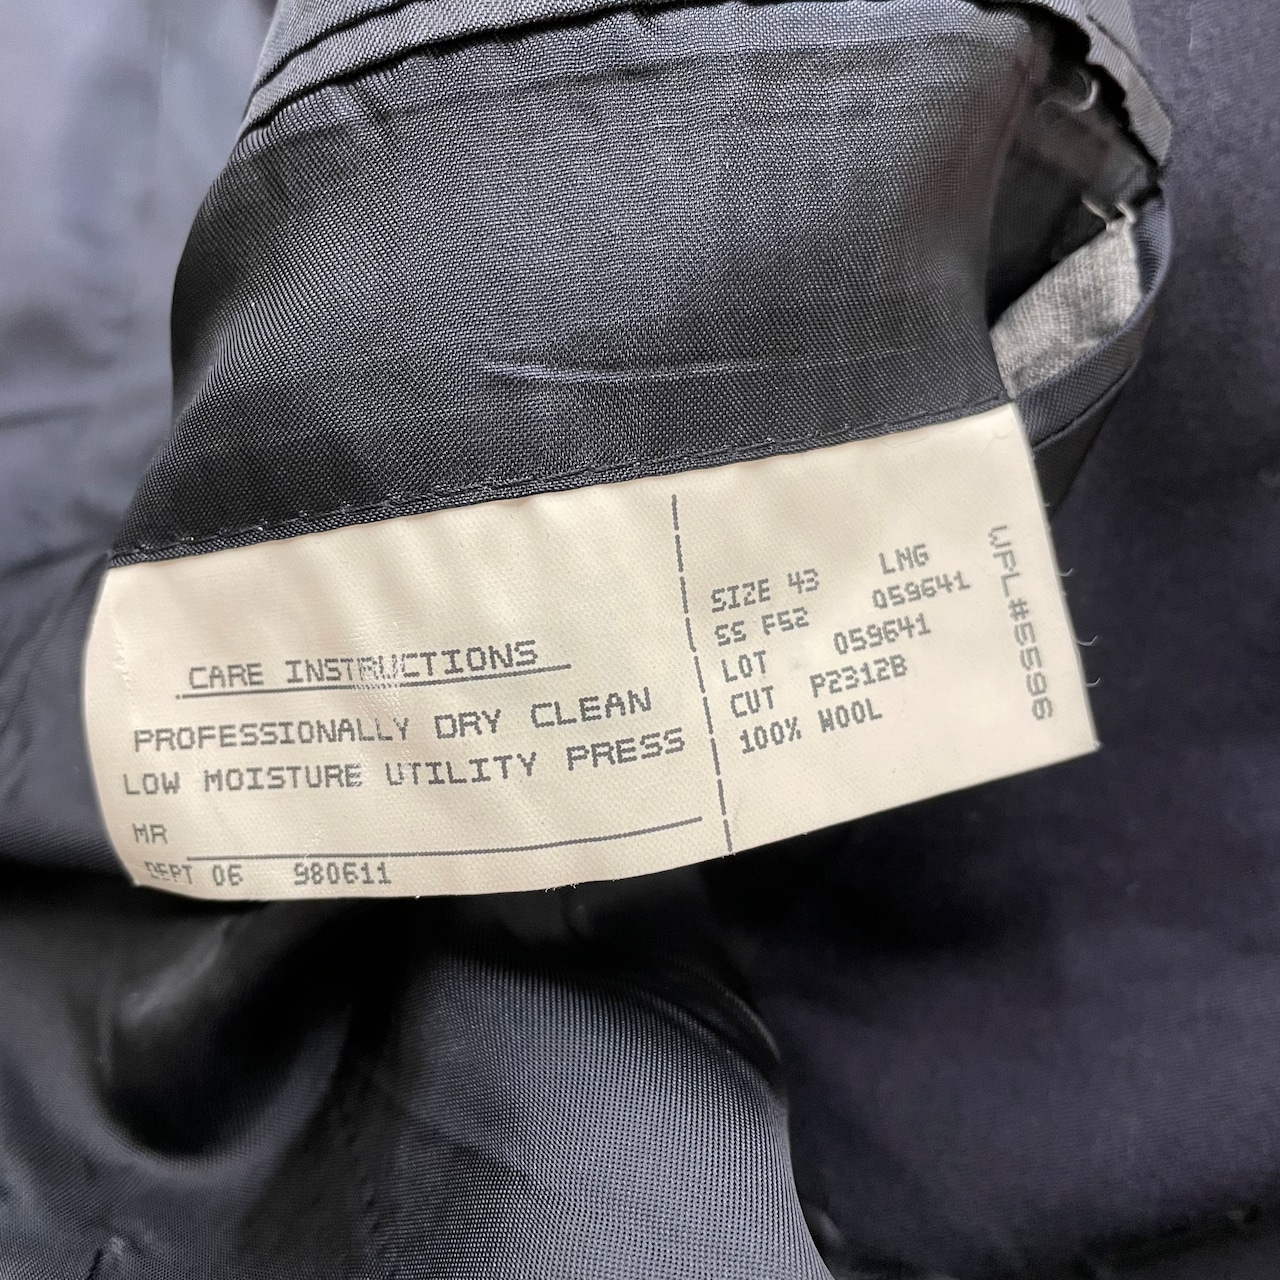 CARE INSTRUCTIONS
PROFESSIONALLY DRY CLEAN
LOW MOISTURE UTILITY PRESS
MR
DEPT 06 980611
SIZE 43 LNG
SS F52 059641
LOT 059641
CUT P2312B
100% WOOL
WPL#5596